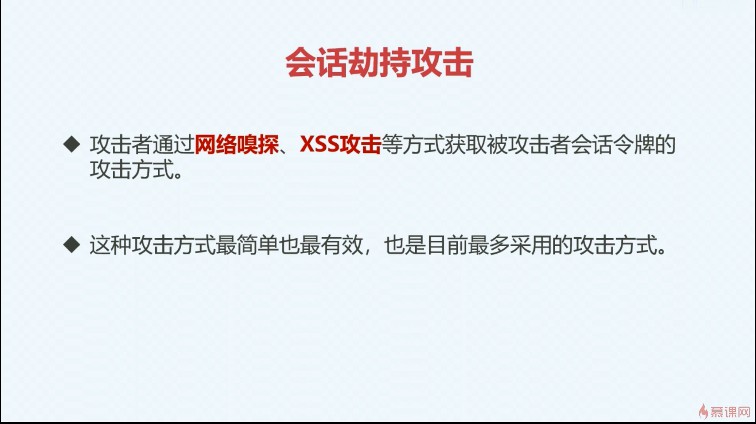 会话劫持攻击
◆ 攻击者通过网络嗅探、XSS攻击等方式获取被攻击者会话令牌的
攻击方式。
◆ 这种攻击方式最简单也最有效，也是目前最多采用的攻击方式。
慕课网